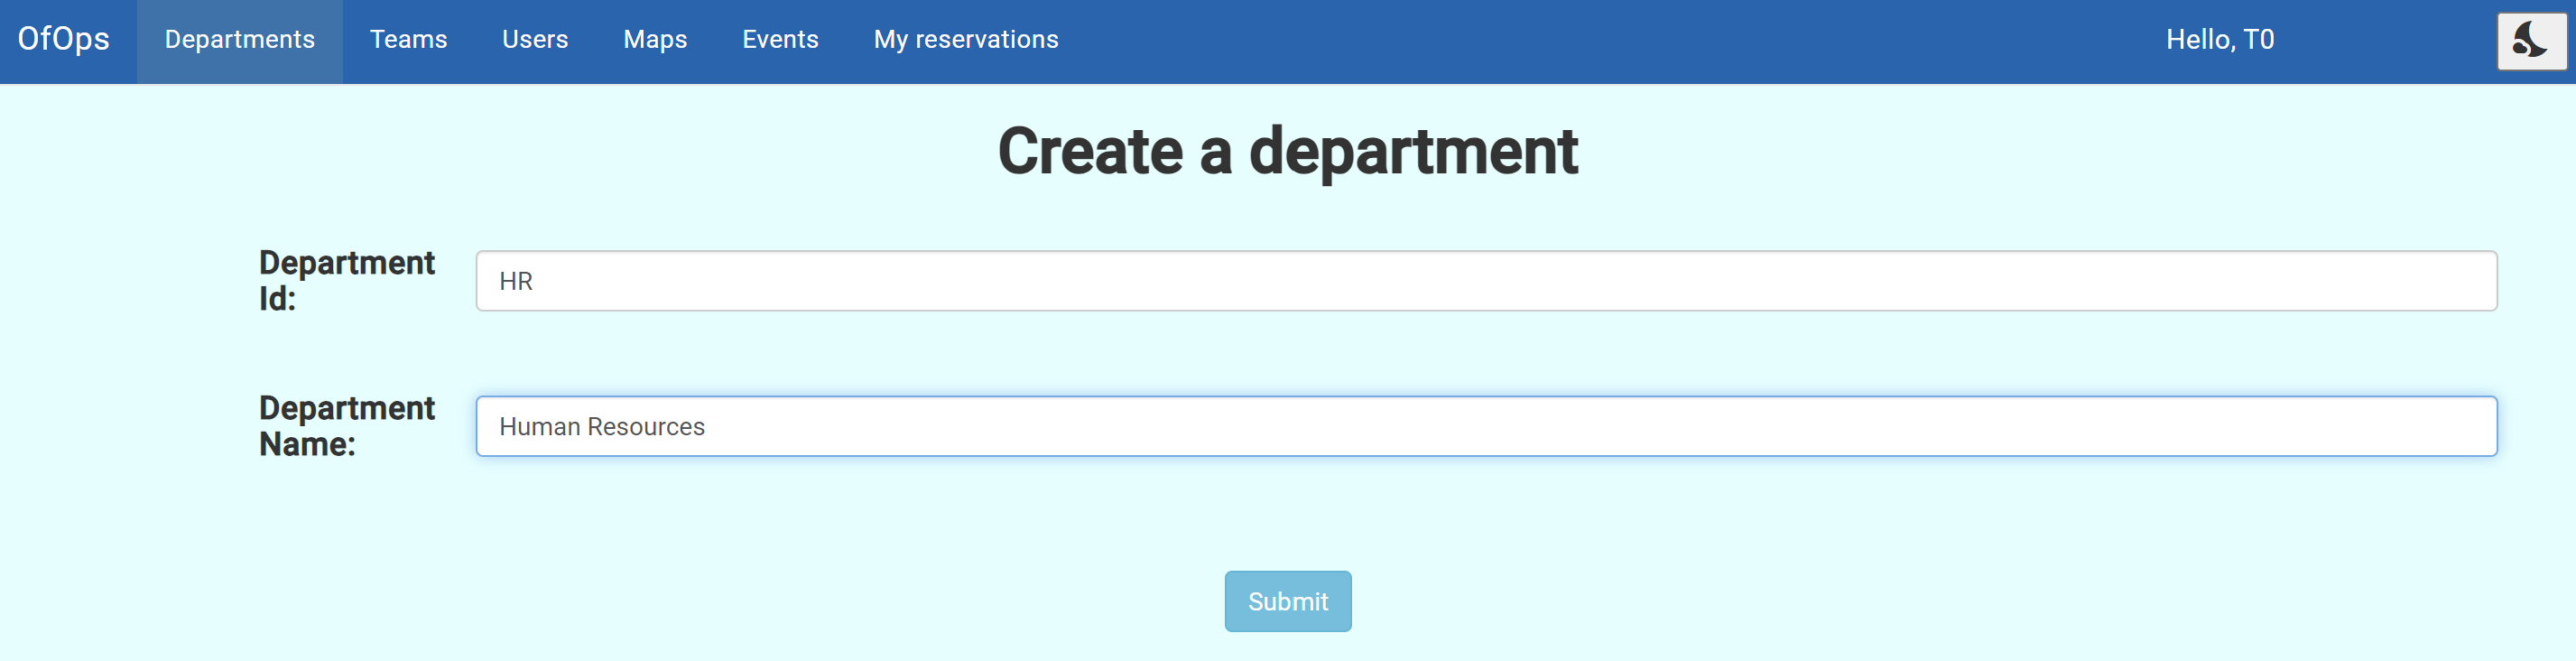 OfOps Departments Teams Users Maps Events My reservations Hello, T0
Create a department
Department
Id:
HR
Department
Name:
Human Resources
Submit